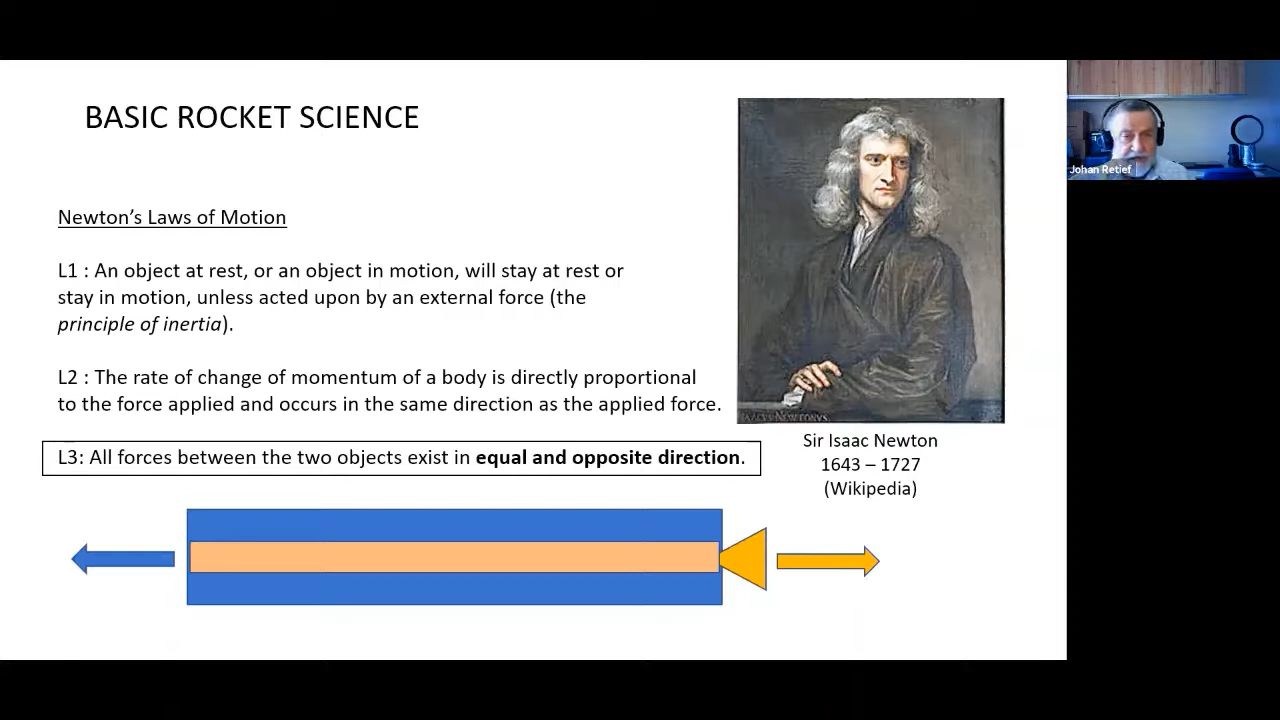 BASIC ROCKET SCIENCE
Newton’s Laws of Motion
L1 : An object at rest, or an object in motion, will stay at rest or
stay in motion, unless acted upon by an external force (the
principle of inertia).
L2 : The rate of change of momentum of a body is directly proportional
to the force applied and occurs in the same direction as the applied force.
L3: All forces between the two objects exist in equal and opposite direction.
Sir Isaac Newton
1643 – 1727
(Wikipedia)
Johan Retief